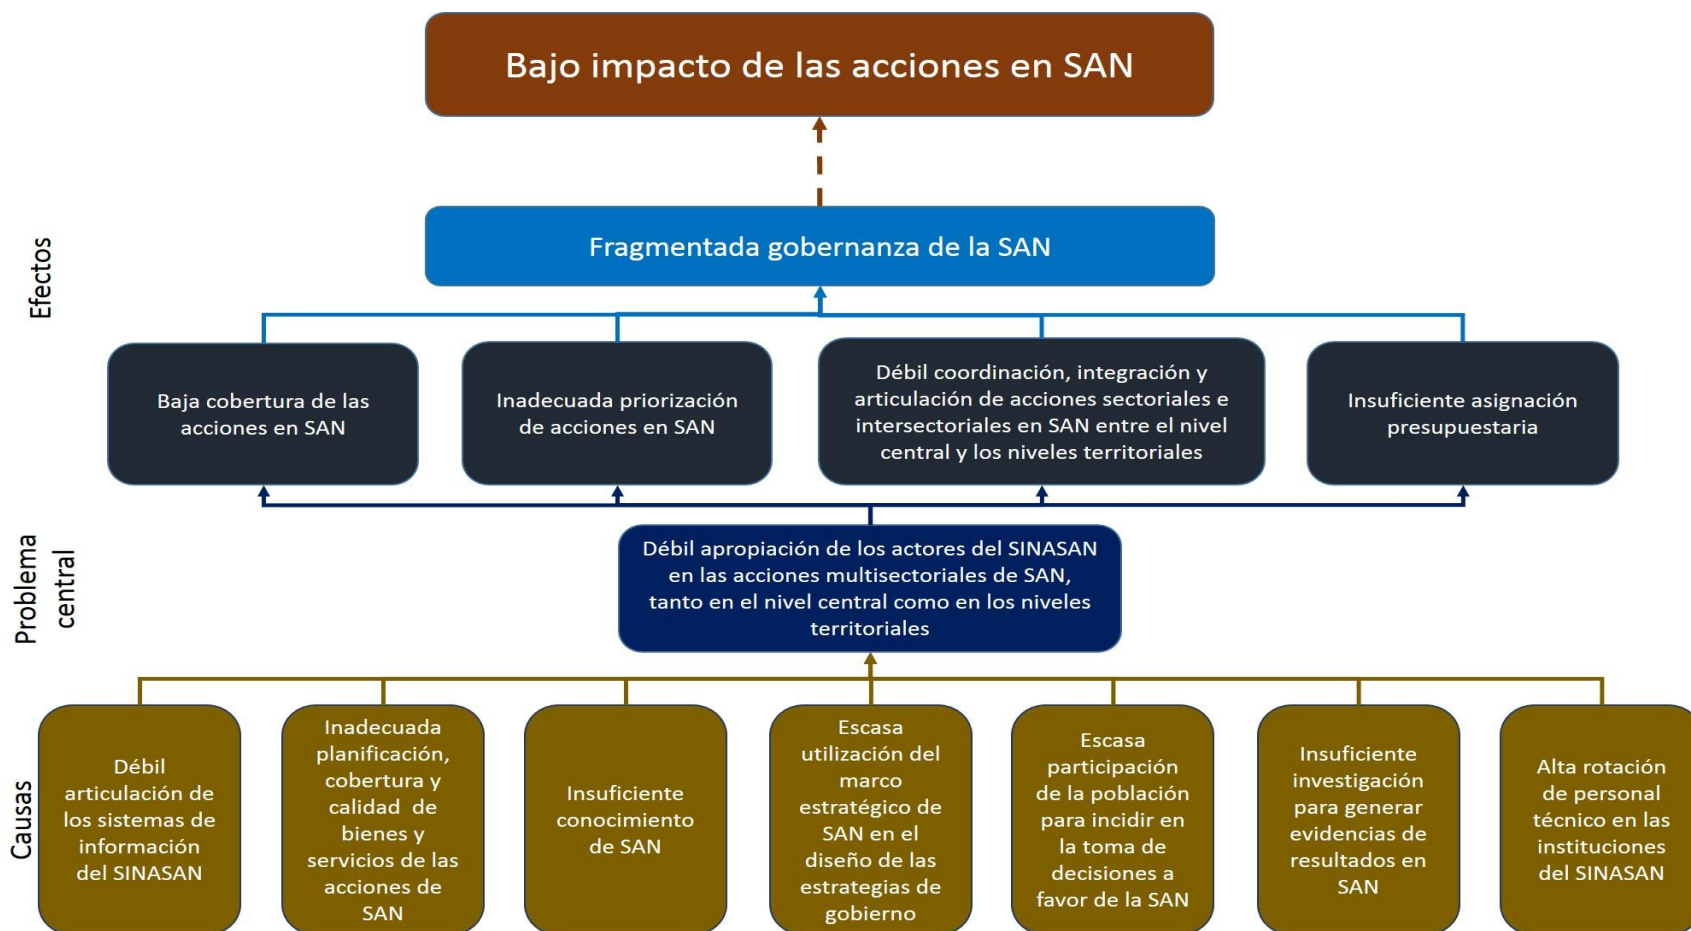 Bajo impacto de las acciones en SAN
Efectos
Fragmentada gobernanza de la SAN
Baja cobertura de las
acciones en SAN
Inadecuada priorización
de acciones en SAN
Débil coordinación, integración y
articulación de acciones sectoriales e
intersectoriales en SAN entre el nivel
central y los niveles territoriales
Insuficiente asignación
presupuestaria
Problema
central
Débil apropiación de los actores del SINASAN
en las acciones multisectoriales de SAN,
tanto en el nivel central como en los niveles
territoriales
Causas
Débil
articulación de
los sistemas de
información
del SINASAN
Inadecuada
planificación,
cobertura y
calidad de
bienes y
servicios de las
acciones de
SAN
Insuficiente
conocimiento
de SAN
Escasa
utilización del
marco
estratégico de
SAN en el
diseño de las
estrategias de
gobierno
Escasa
participación
de la población
para incidir en
la toma de
decisiones a
favor de la SAN
Insuficiente
investigación
para generar
evidencias de
resultados en
SAN
Alta rotación
de personal
técnico en las
instituciones
del SINASAN